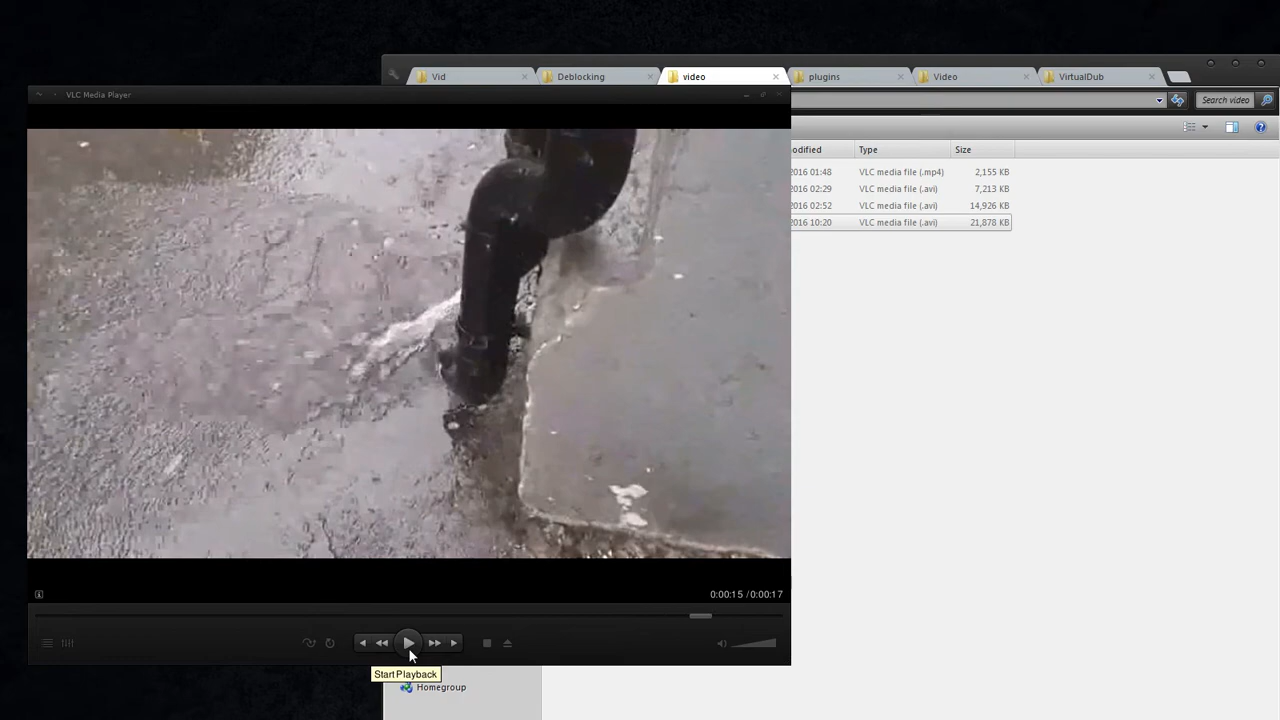 Vid
Deblocking
video
plugins
Video
VirtualDub
VLC Media Player
Search video
odified
Type
Size
2016 01:48
VLC media file (.mp4)
2,155 KB
2016 02:29
VLC media file (.avi)
7,213 KB
2016 02:52
VLC media file (.avi)
14,926 KB
2016 10:20
VLC media file (.avi)
21,878 KB
0:00:15 /0:00:17
Start Playback
Homegroup